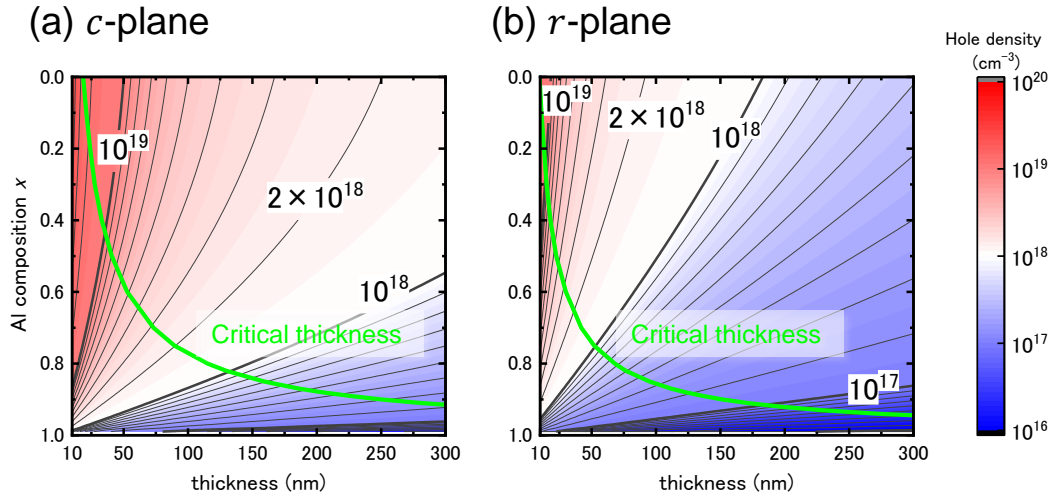 (a) c-plane
(b) r-plane
Hole density
(cm⁻³)
10²⁰
10¹⁹
10¹⁸
10¹⁷
10¹⁶
Al composition x
0.0
0.2
0.4
0.6
0.8
1.0
10¹⁹
2×10¹⁸
10¹⁸
Critical thickness
10 50 100 150 200 250 300
thickness (nm)
0.0
0.2
0.4
0.6
0.8
1.0
10¹⁹
2×10¹⁸
10¹⁸
Critical thickness
10¹⁷
10 50 100 150 200 250 300
thickness (nm)